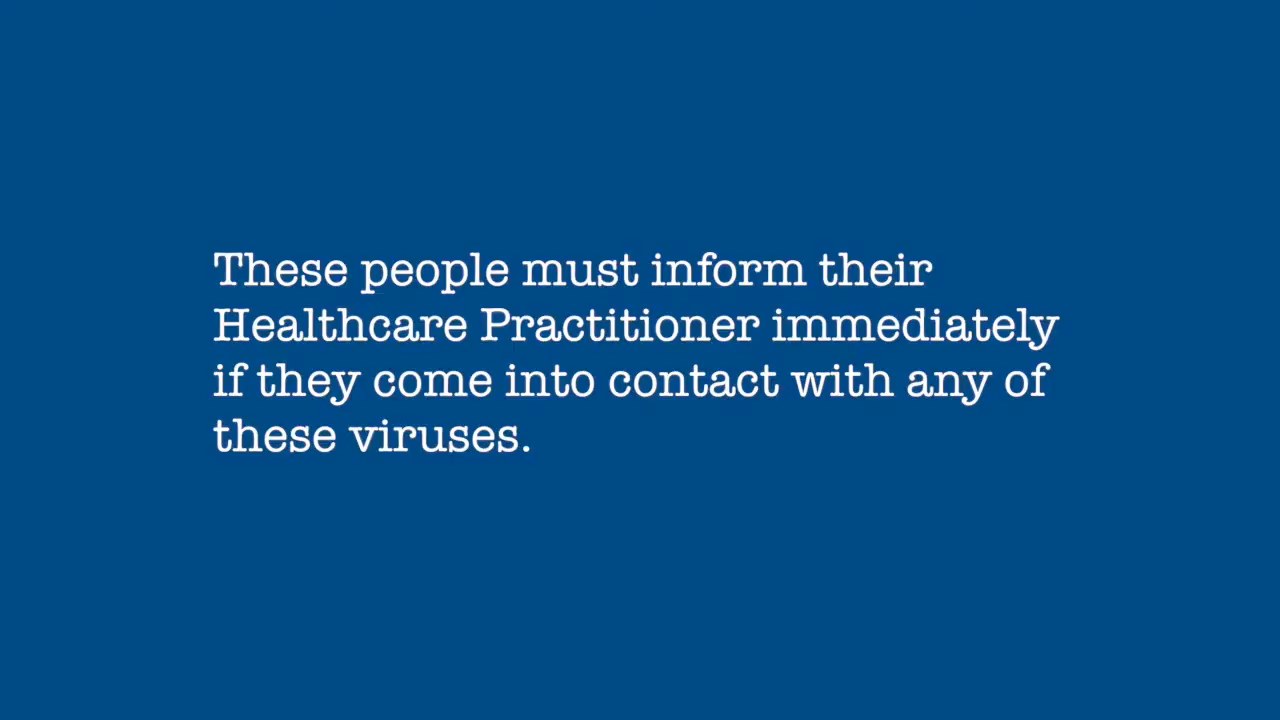 These people must inform their
Healthcare Practitioner immediately
if they come into contact with any of
these viruses.